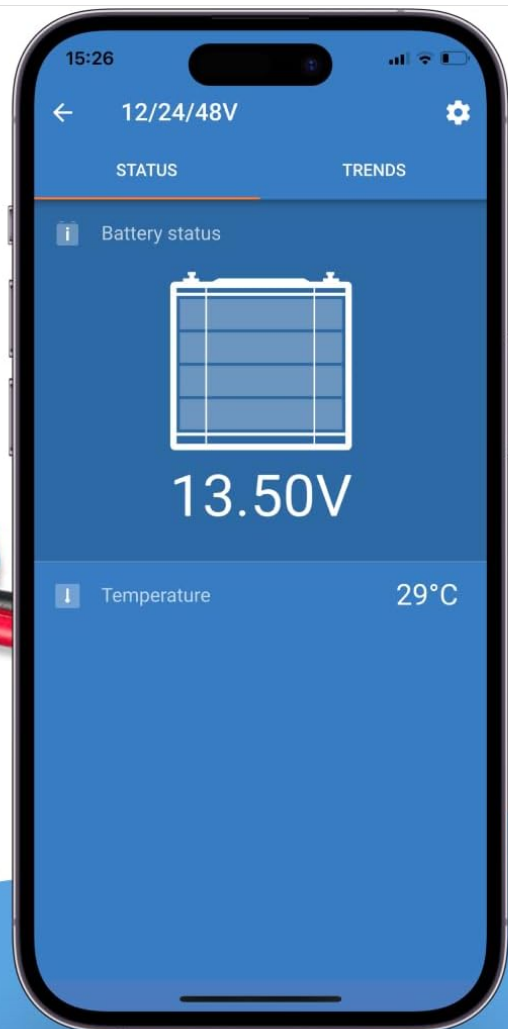 15:26
12/24/48V
STATUS
TRENDS
Battery status
13.50V
Temperature
29°C